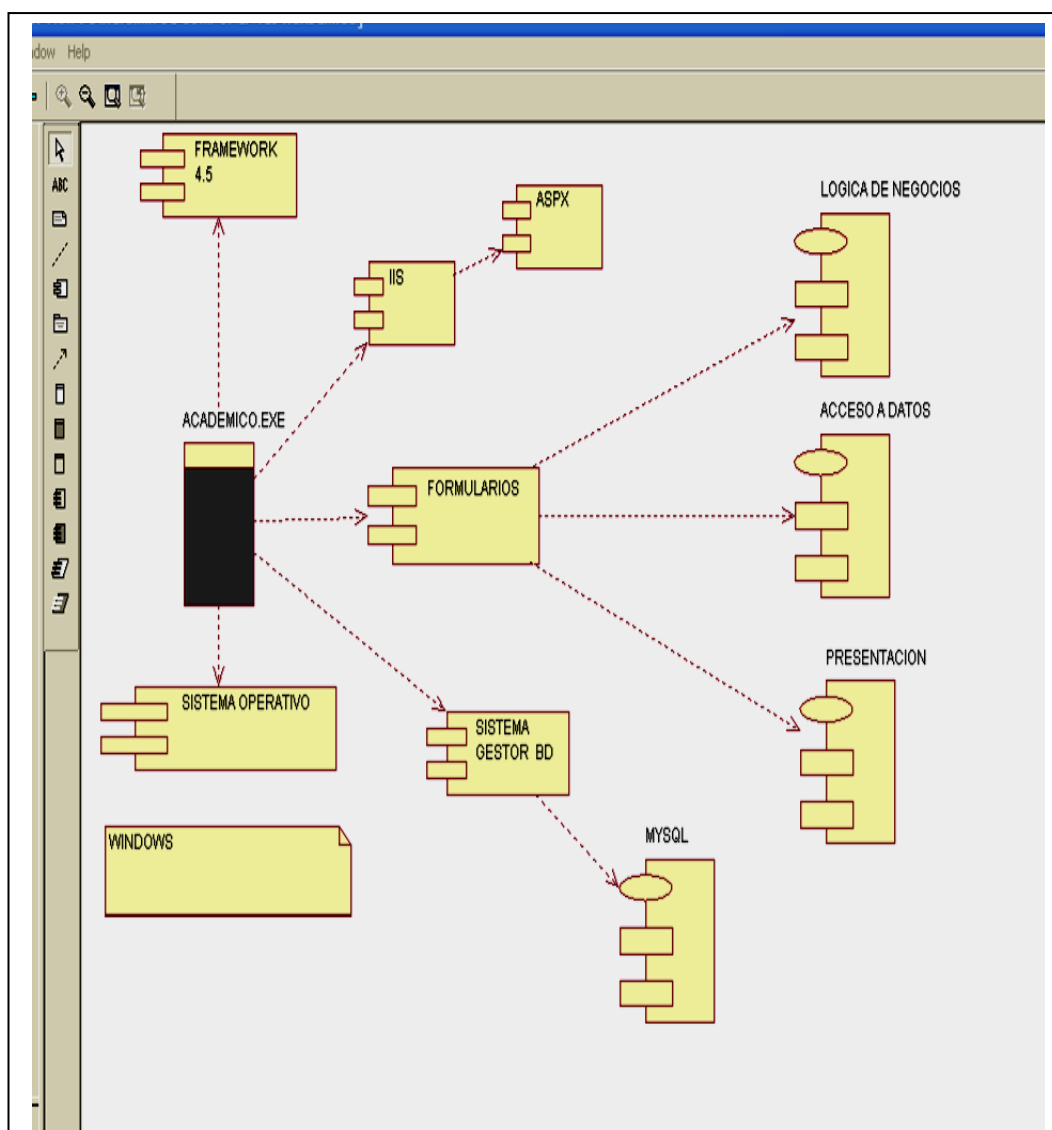 Help
ABC
FRAMEWORK
4.5
ASPX
LOGICA DE NEGOCIOS
IIS
ACADEMICO.EXE
ACCESO A DATOS
FORMULARIOS
PRESENTACION
SISTEMA OPERATIVO
SISTEMA
GESTOR BD
WINDOWS
MYSQL